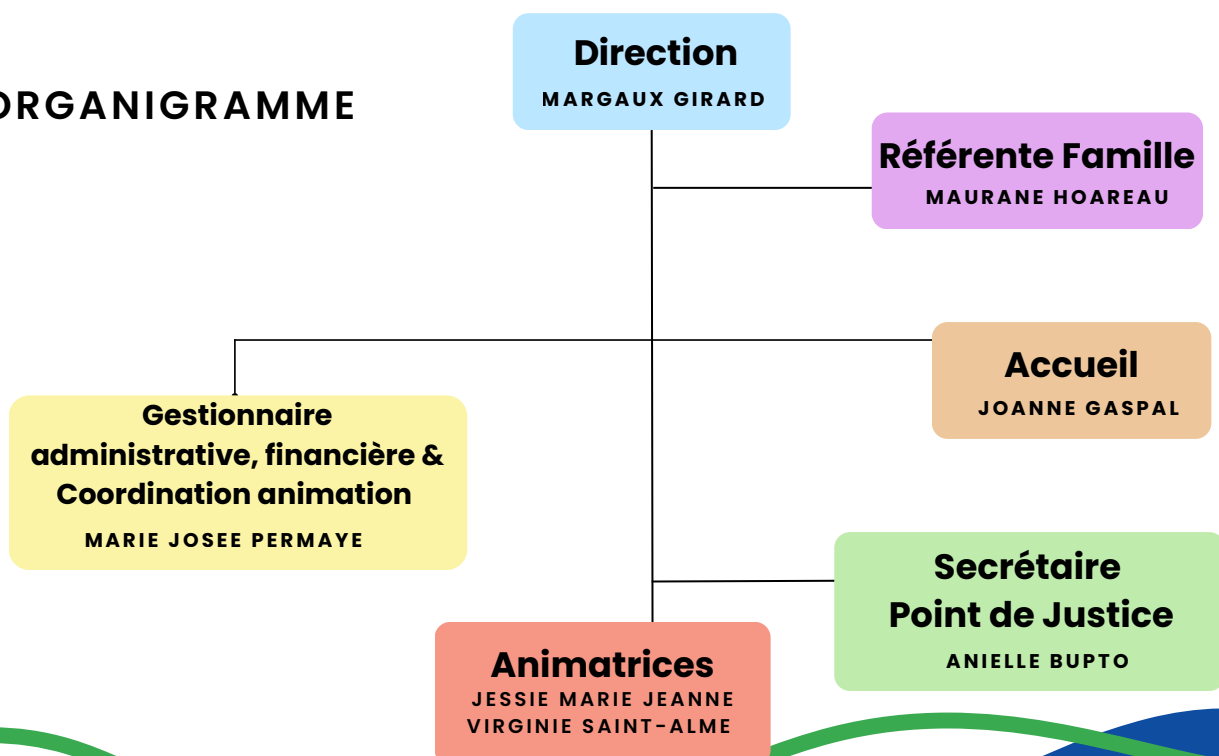 Direction
MARGAUX GIRARD
ORGANIGRAMME
Référente Famille
MAURANE HOAREAU
Accueil
JOANNE GASPAL
Gestionnaire
administrative, financière &
Coordination animation
MARIE JOSEE PERMAYE
Secrétaire
Point de Justice
ANIELLE BUPTO
Animatrices
JESSIE MARIE JEANNE
VIRGINIE SAINT-ALME